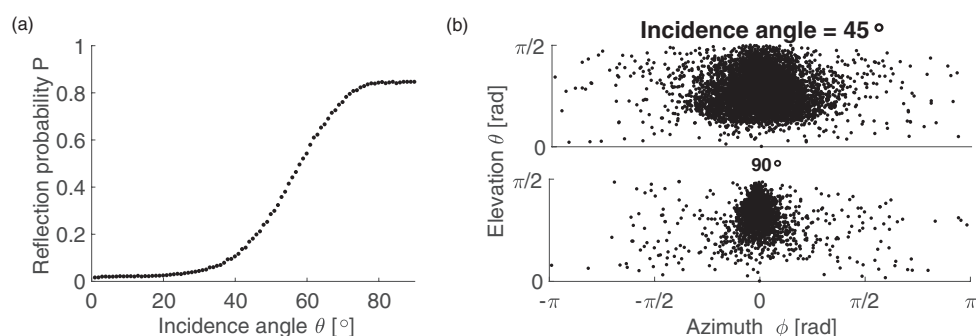 (a)
Reflection probability P
1
0.8
0.6
0.4
0.2
0
0 20 40 60 80
Incidence angle θ [°]
(b)
Incidence angle = 45°
π/2
0
90°
π/2
0
Elevation θ [rad]
-π -π/2 0 π/2 π
Azimuth ϕ [rad]